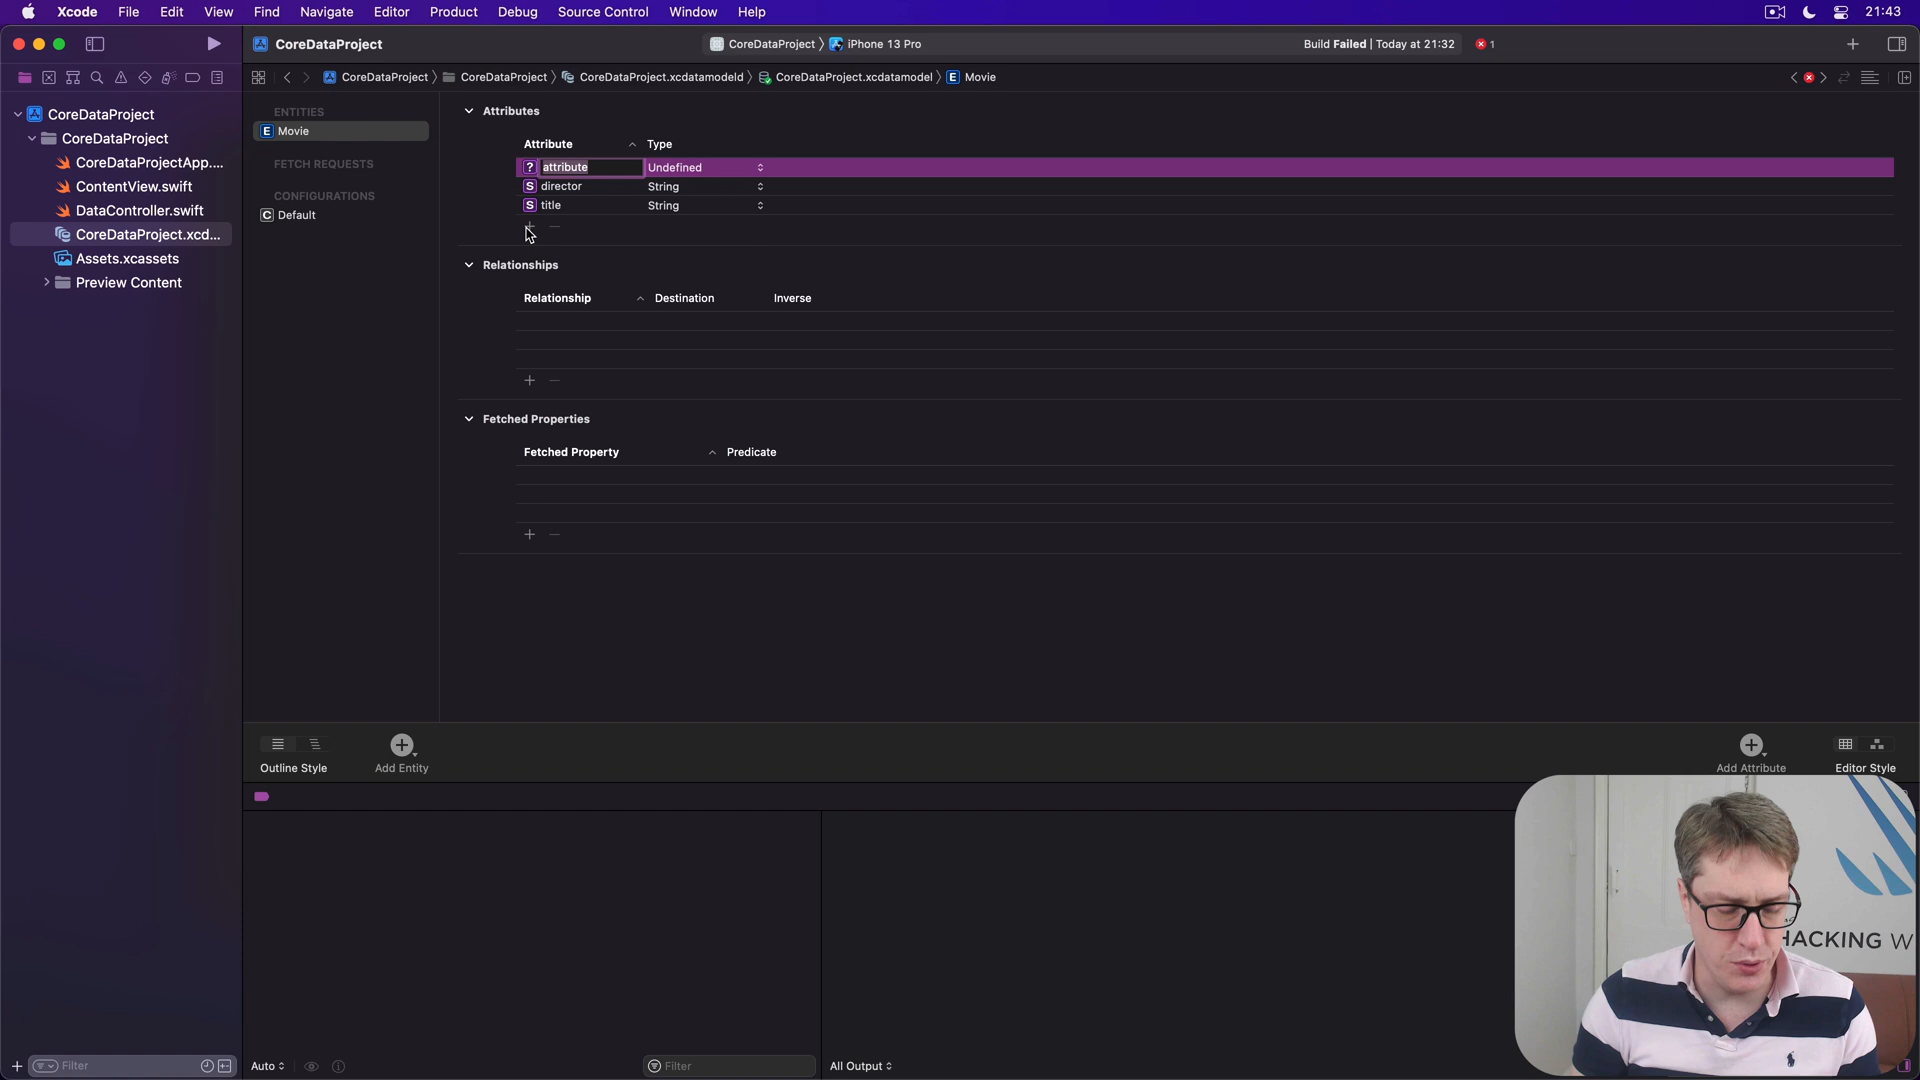 Xcode File Edit View Find Navigate Editor Product Debug Source Control Window Help 21:43
CoreDataProject CoreDataProject iPhone 13 Pro Build Failed | Today at 21:32 1
CoreDataProject CoreDataProject CoreDataProject.xcdatamodeld CoreDataProject.xcdatamodel E Movie
CoreDataProject
CoreDataProject
CoreDataProjectApp....
ContentView.swift
DataController.swift
CoreDataProject.xcd...
Assets.xcassets
Preview Content
ENTITIES
E Movie
FETCH REQUESTS
CONFIGURATIONS
C Default
Attributes
Attribute Type
? attribute Undefined
S director String
S title String
Relationships
Relationship Destination Inverse
Fetched Properties
Fetched Property Predicate
Outline Style
Add Entity
Add Attribute
Editor Style
HACKING W
Filter
Auto
Filter
All Output